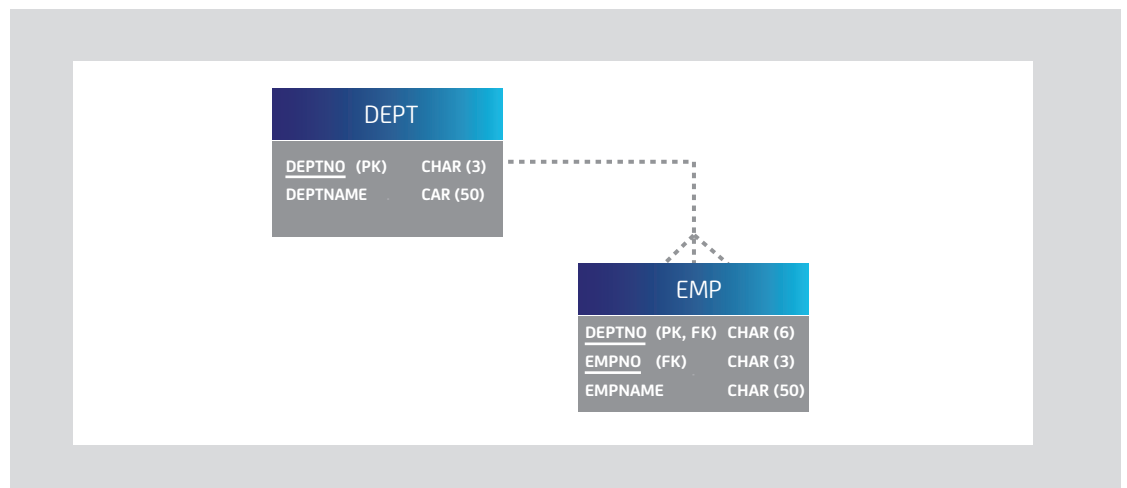 DEPT
DEPTNO (PK) CHAR (3)
DEPTNAME CAR (50)
EMP
DEPTNO (PK, FK) CHAR (6)
EMPNO (FK) CHAR (3)
EMPNAME CHAR (50)